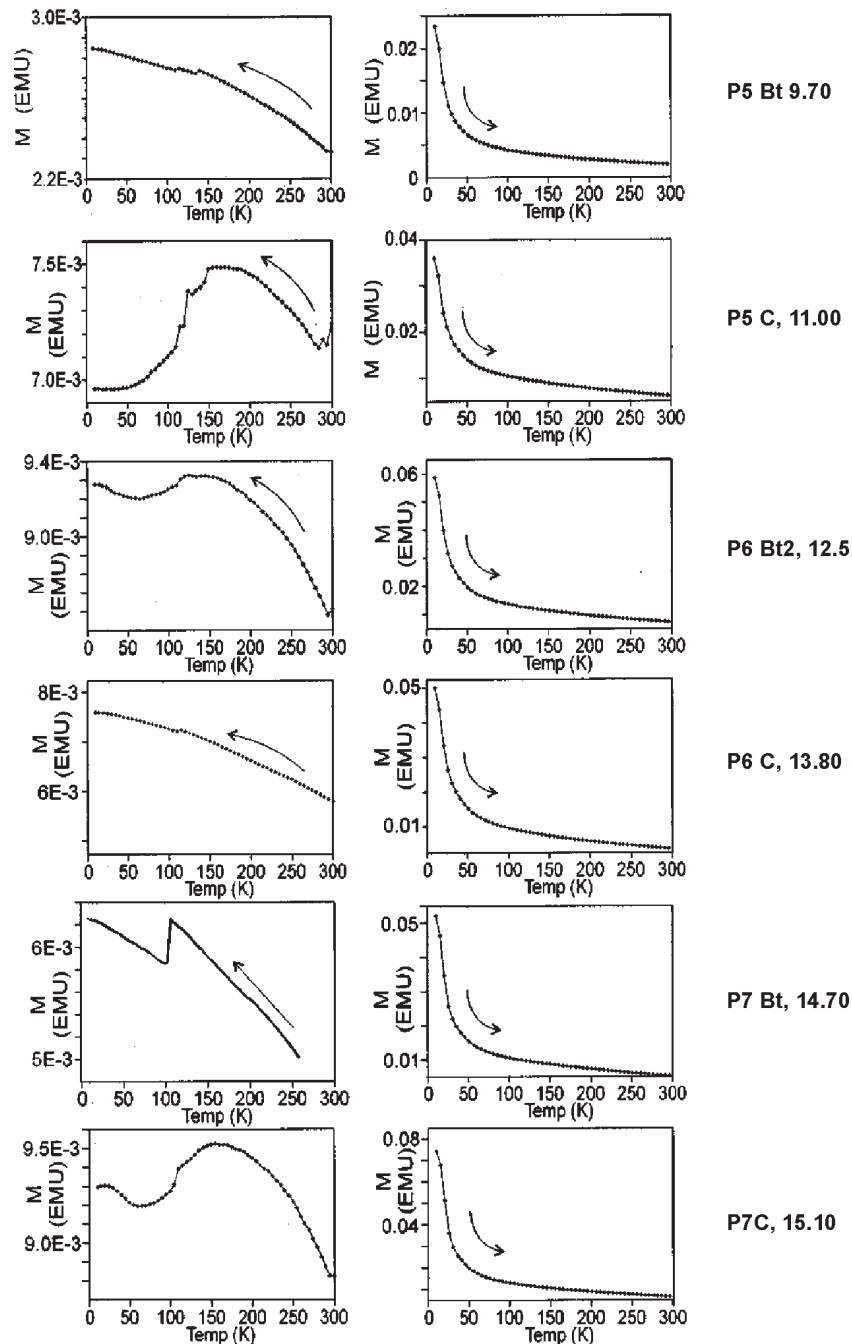 3.0E-3
M (EMU)
2.2E-3
0 50 100 150 200 250 300
Temp (K)
0.02
0.01
0
M (EMU)
0 50 100 150 200 250 300
Temp (K)
P5 Bt 9.70
7.5E-3
M (EMU)
7.0E-3
0 50 100 150 200 250 300
Temp (K)
0.04
0.02
M (EMU)
0 50 100 150 200 250 300
Temp (K)
P5 C, 11.00
9.4E-3
9.0E-3
M (EMU)
0 50 100 150 200 250 300
Temp (K)
0.06
0.02
M (EMU)
0 50 100 150 200 250 300
Temp (K)
P6 Bt2, 12.5
8E-3
6E-3
M (EMU)
0 50 100 150 200 250 300
Temp (K)
0.05
0.01
M (EMU)
0 50 100 150 200 250 300
Temp (K)
P6 C, 13.80
6E-3
5E-3
M (EMU)
0 50 100 150 200 250 300
Temp (K)
0.05
0.01
M (EMU)
0 50 100 150 200 250 300
Temp (K)
P7 Bt, 14.70
9.5E-3
9.0E-3
M (EMU)
0 50 100 150 200 250 300
Temp (K)
0.08
0.04
M (EMU)
0 50 100 150 200 250 300
Temp (K)
P7C, 15.10